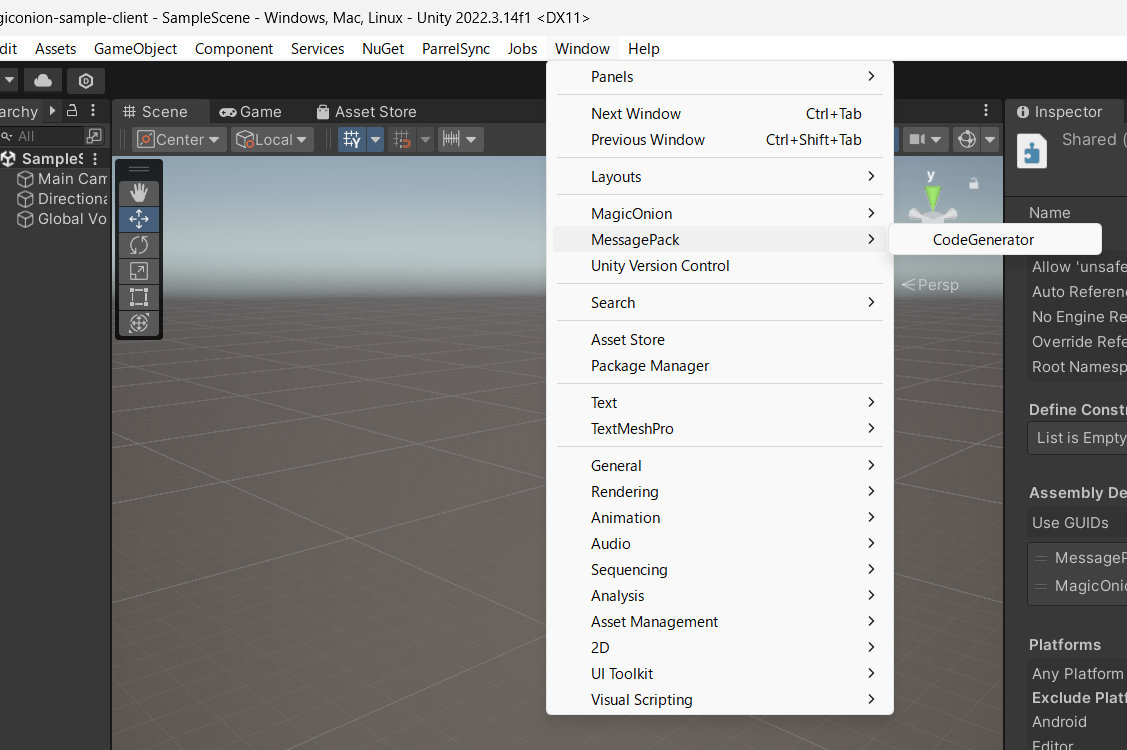 giconion-sample-client - SampleScene - Windows, Mac, Linux - Unity 2022.3.14f1 <DX11>
dit Assets GameObject Component Services NuGet ParrelSync Jobs Window Help
archy Scene Game Asset Store Inspector
All Center Local
SampleS
Main Cam
Directiona
Global Vo
Panels
Next Window Ctrl+Tab
Previous Window Ctrl+Shift+Tab
Layouts
MagicOnion
MessagePack
CodeGenerator
Unity Version Control
Search
Asset Store
Package Manager
Text
TextMeshPro
General
Rendering
Animation
Audio
Sequencing
Analysis
Asset Management
2D
UI Toolkit
Visual Scripting
y
Persp
Shared (
Name
Allow 'unsafe
Auto Referen
No Engine Re
Override Refe
Root Namesp
Define Constr
List is Empty
Assembly De
Use GUIDs
MessageP
MagicOnio
Platforms
Any Platform
Exclude Platf
Android
Editor